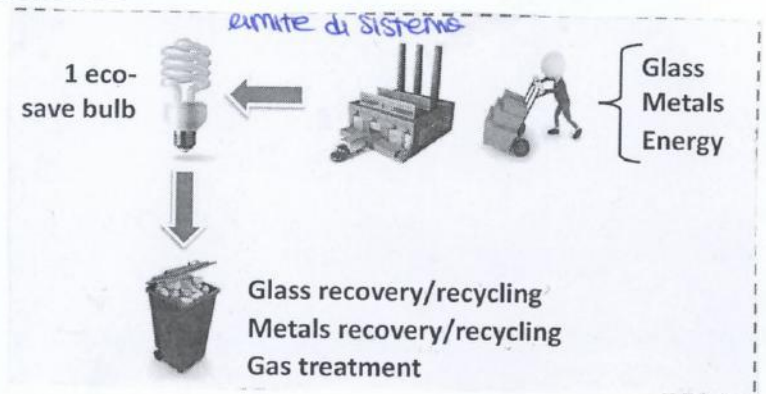 limite di sistema
1 eco-
save bulb
Glass
Metals
Energy
Glass recovery/recycling
Metals recovery/recycling
Gas treatment